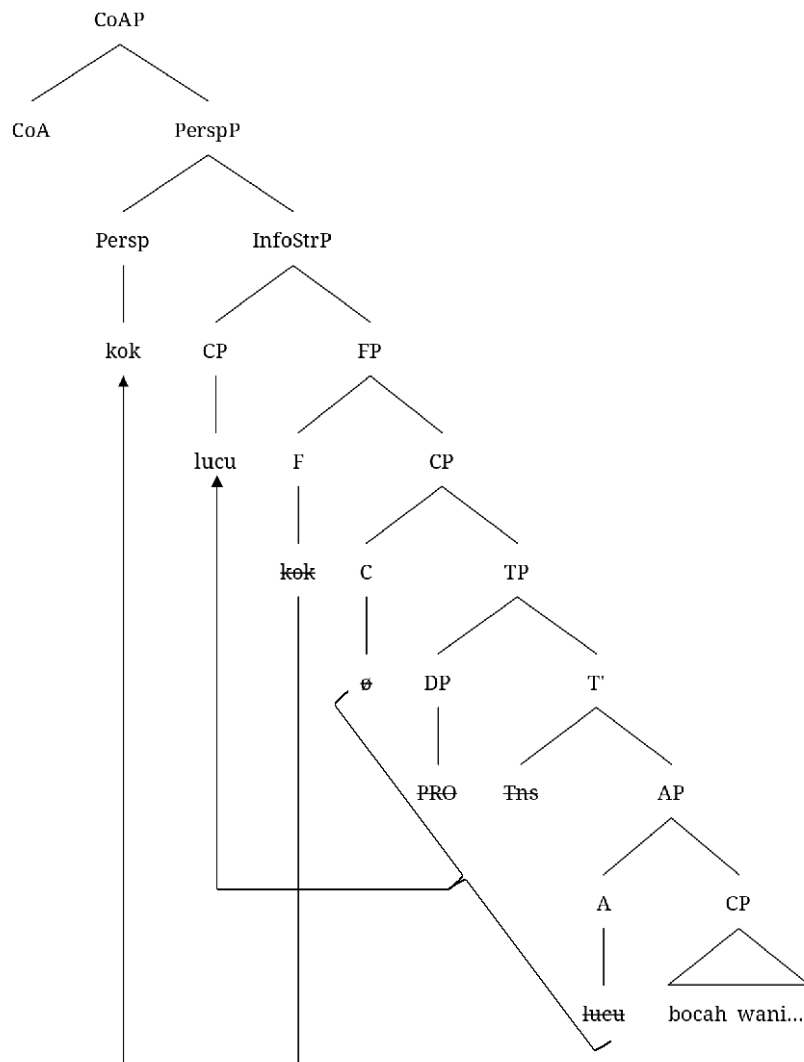 CoAP
CoA PerspP
Persp InfoStrP
kok CP FP
lucu F CP
kok C TP
ø DP T'
PRO Tns AP
A CP
lucu bocah wani...